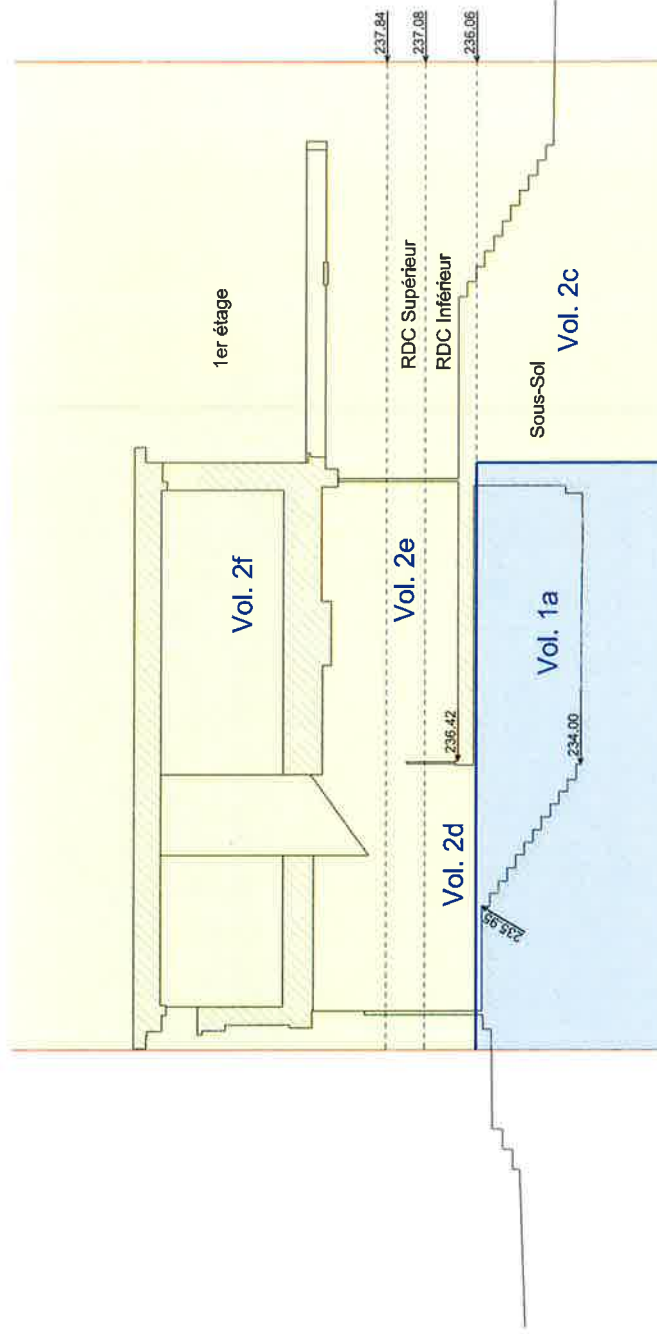 237.84
237.08
236.06
1er étage
RDC Supérieur
RDC Inférieur
Sous-Sol
Vol. 2c
Vol. 2f
Vol. 2e
Vol. 2d
Vol. 1a
236.42
234.00
235.95